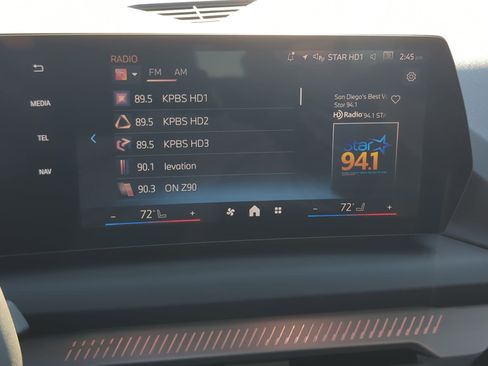 RADIO
STAR HD1
2:45 pm
FM AM
MEDIA
TEL
NAV
89.5 KPBS HD1
89.5 KPBS HD2
89.5 KPBS HD3
90.1 levation
90.3 ON Z90
San Diego's Best V
Star 94.1
HD Radio 94.1 STA
Star
94.1
− 72° +
− 72° +